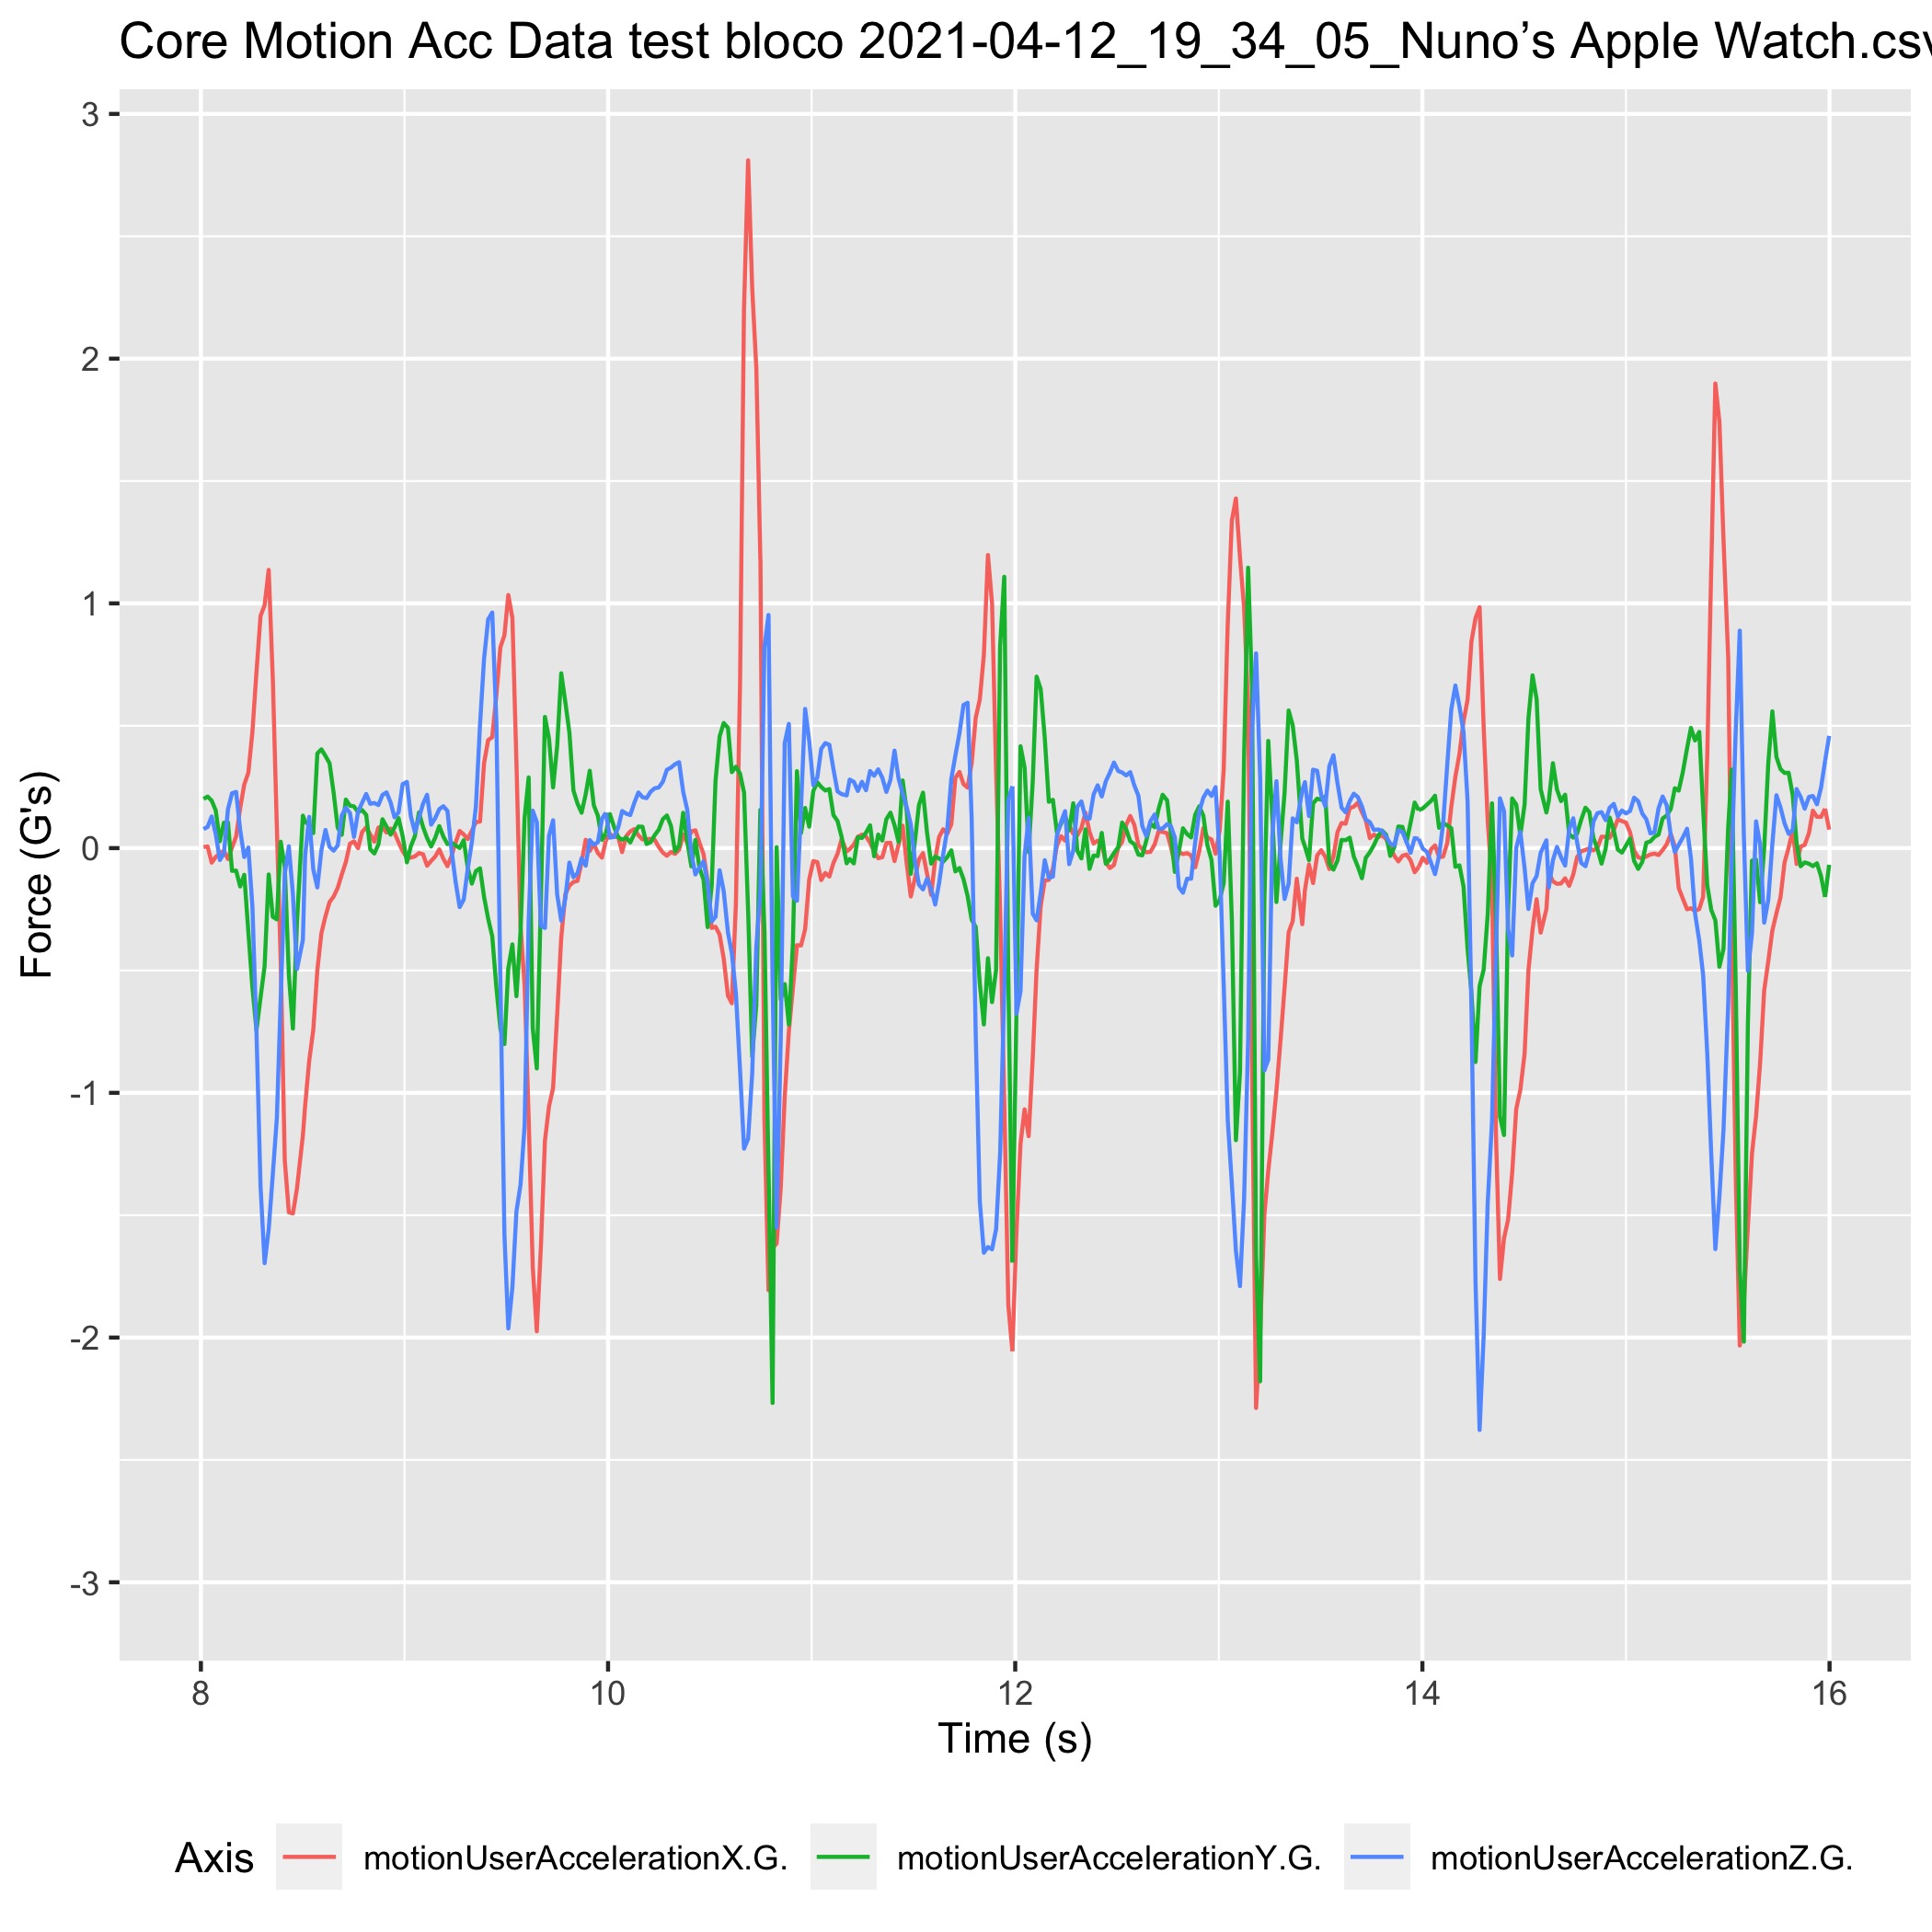 Core Motion Acc Data test bloco 2021-04-12_19_34_05_Nuno’s Apple Watch.csv
3
2
1
0
-1
-2
-3
Force (G's)
8 10 12 14 16
Time (s)
Axis motionUserAccelerationX.G. motionUserAccelerationY.G. motionUserAccelerationZ.G.